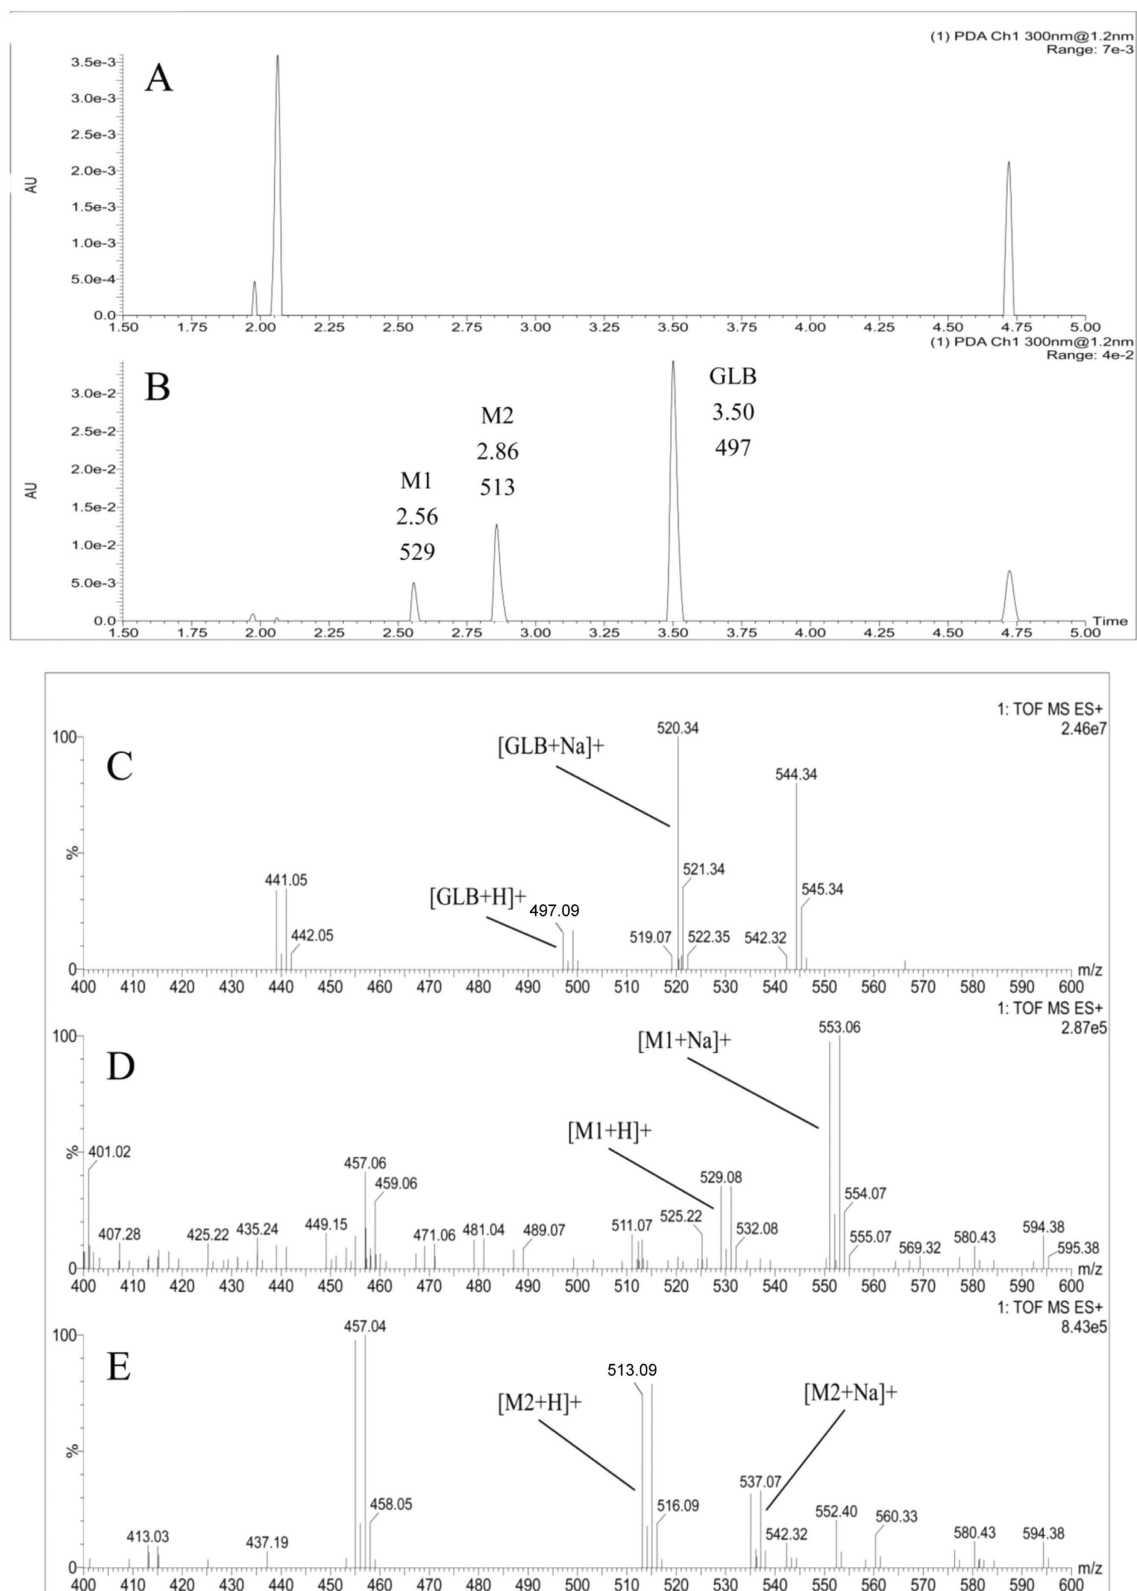 (1) PDA Ch1 300nm@1.2nm
Range: 7e-3
A
3.5e-3
3.0e-3
2.5e-3
2.0e-3
1.5e-3
1.0e-3
5.0e-4
0.0
AU
1.50 1.75 2.00 2.25 2.50 2.75 3.00 3.25 3.50 3.75 4.00 4.25 4.50 4.75 5.00
(1) PDA Ch1 300nm@1.2nm
Range: 4e-2
B
3.0e-2
2.5e-2
2.0e-2
1.5e-2
1.0e-2
5.0e-3
0.0
AU
M1
2.56
529
M2
2.86
513
GLB
3.50
497
Time
1.50 1.75 2.00 2.25 2.50 2.75 3.00 3.25 3.50 3.75 4.00 4.25 4.50 4.75 5.00
1: TOF MS ES+
2.46e7
C
100
%
0
[GLB+Na]+
[GLB+H]+
441.05
442.05
497.09
519.07
520.34
521.34
522.35
542.32
544.34
545.34
m/z
400 410 420 430 440 450 460 470 480 490 500 510 520 530 540 550 560 570 580 590 600
1: TOF MS ES+
2.87e5
D
100
%
0
[M1+Na]+
[M1+H]+
401.02
407.28
425.22
435.24
449.15
457.06
459.06
471.06
481.04
489.07
511.07
525.22
529.08
532.08
553.06
554.07
555.07
569.32
580.43
594.38
595.38
m/z
400 410 420 430 440 450 460 470 480 490 500 510 520 530 540 550 560 570 580 590 600
1: TOF MS ES+
8.43e5
E
100
%
0
[M2+H]+
[M2+Na]+
413.03
437.19
457.04
458.05
513.09
516.09
537.07
542.32
552.40
560.33
580.43
594.38
m/z
400 410 420 430 440 450 460 470 480 490 500 510 520 530 540 550 560 570 580 590 600